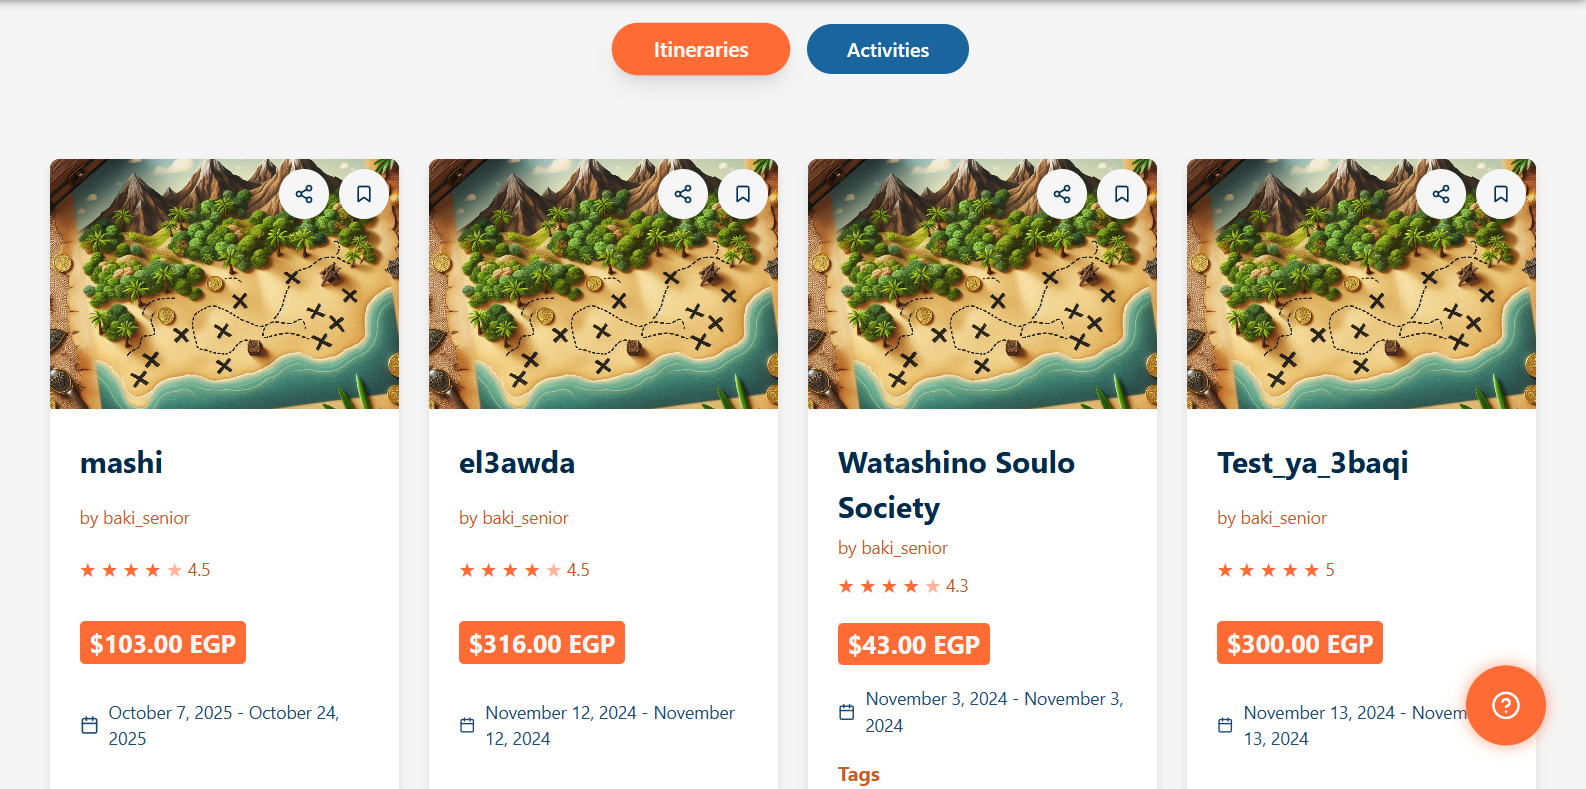 Itineraries
Activities
mashi
by baki_senior
★ ★ ★ ★ ★ 4.5
$103.00 EGP
October 7, 2025 - October 24,
2025
el3awda
by baki_senior
★ ★ ★ ★ ★ 4.5
$316.00 EGP
November 12, 2024 - November
12, 2024
Watashino Soulo
Society
by baki_senior
★ ★ ★ ★ ★ 4.3
$43.00 EGP
November 3, 2024 - November 3,
2024
Tags
Test_ya_3baqi
by baki_senior
★ ★ ★ ★ ★ 5
$300.00 EGP
November 13, 2024 - Novem
13, 2024